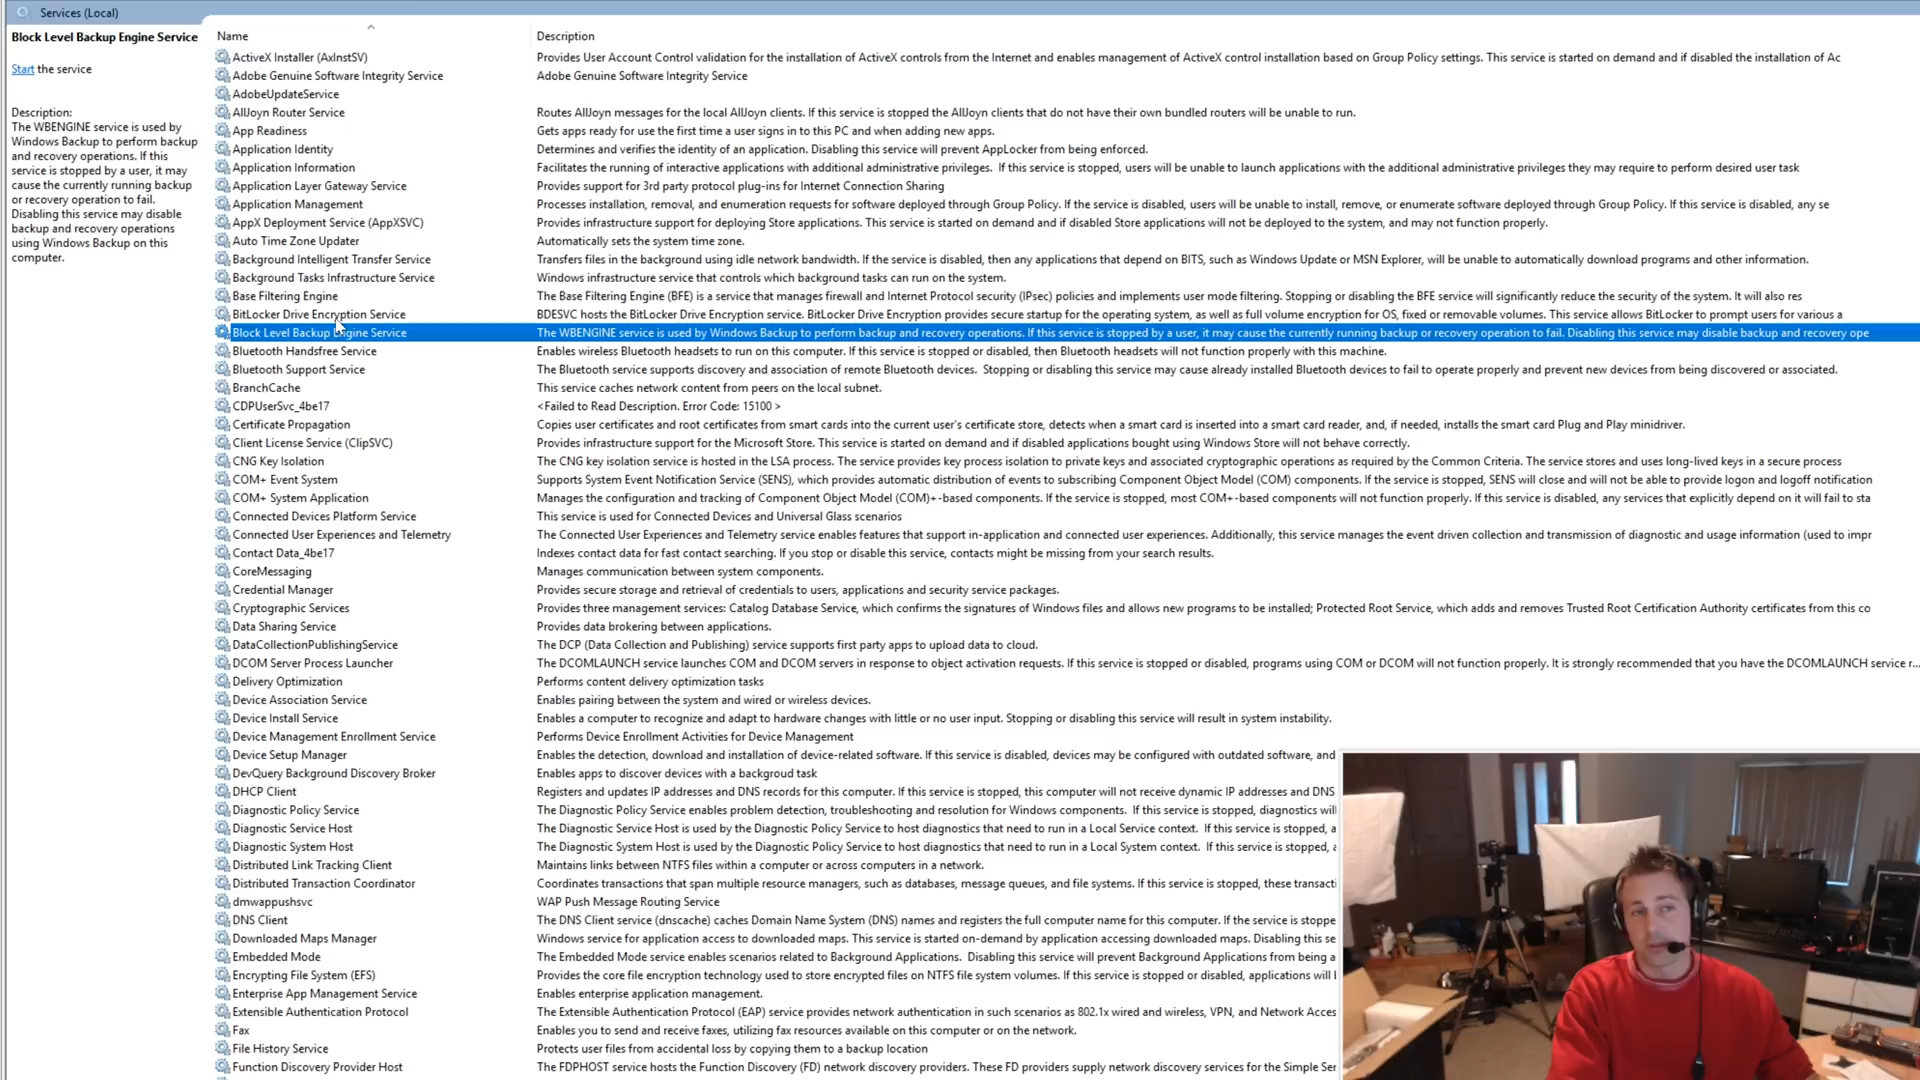 Services (Local)
Block Level Backup Engine Service
Start the service
Description:
The WBENGINE service is used by
Windows Backup to perform backup
and recovery operations. If this
service is stopped by a user, it may
cause the currently running backup
or recovery operation to fail.
Disabling this service may disable
backup and recovery operations
using Windows Backup on this
computer.
Name Description
ActiveX Installer (AxInstSV) Provides User Account Control validation for the installation of ActiveX controls from the Internet and enables management of ActiveX control installation based on Group Policy settings. This service is started on demand and if disabled the installation of Ac
Adobe Genuine Software Integrity Service Adobe Genuine Software Integrity Service
AdobeUpdateService
AllJoyn Router Service Routes AllJoyn messages for the local AllJoyn clients. If this service is stopped the AllJoyn clients that do not have their own bundled routers will be unable to run.
App Readiness Gets apps ready for use the first time a user signs in to this PC and when adding new apps.
Application Identity Determines and verifies the identity of an application. Disabling this service will prevent AppLocker from being enforced.
Application Information Facilitates the running of interactive applications with additional administrative privileges. If this service is stopped, users will be unable to launch applications with the additional administrative privileges they may require to perform desired user task
Application Layer Gateway Service Provides support for 3rd party protocol plug-ins for Internet Connection Sharing
Application Management Processes installation, removal, and enumeration requests for software deployed through Group Policy. If the service is disabled, users will be unable to install, remove, or enumerate software deployed through Group Policy. If this service is disabled, any se
AppX Deployment Service (AppXSVC) Provides infrastructure support for deploying Store applications. This service is started on demand and if disabled Store applications will not be deployed to the system, and may not function properly.
Auto Time Zone Updater Automatically sets the system time zone.
Background Intelligent Transfer Service Transfers files in the background using idle network bandwidth. If the service is disabled, then any applications that depend on BITS, such as Windows Update or MSN Explorer, will be unable to automatically download programs and other information.
Background Tasks Infrastructure Service Windows infrastructure service that controls which background tasks can run on the system.
Base Filtering Engine The Base Filtering Engine (BFE) is a service that manages firewall and Internet Protocol security (IPsec) policies and implements user mode filtering. Stopping or disabling the BFE service will significantly reduce the security of the system. It will also res
BitLocker Drive Encryption Service BDESVC hosts the BitLocker Drive Encryption service. BitLocker Drive Encryption provides secure startup for the operating system, as well as full volume encryption for OS, fixed or removable volumes. This service allows BitLocker to prompt users for various a
Block Level Backup Engine Service The WBENGINE service is used by Windows Backup to perform backup and recovery operations. If this service is stopped by a user, it may cause the currently running backup or recovery operation to fail. Disabling this service may disable backup and recovery ope
Bluetooth Handsfree Service Enables wireless Bluetooth headsets to run on this computer. If this service is stopped or disabled, then Bluetooth headsets will not function properly with this machine.
Bluetooth Support Service The Bluetooth service supports discovery and association of remote Bluetooth devices. Stopping or disabling this service may cause already installed Bluetooth devices to fail to operate properly and prevent new devices from being discovered or associated.
BranchCache This service caches network content from peers on the local subnet.
CDPUserSvc_4be17 <Failed to Read Description. Error Code: 15100 >
Certificate Propagation Copies user certificates and root certificates from smart cards into the current user's certificate store, detects when a smart card is inserted into a smart card reader, and, if needed, installs the smart card Plug and Play minidriver.
Client License Service (ClipSVC) Provides infrastructure support for the Microsoft Store. This service is started on demand and if disabled applications bought using Windows Store will not behave correctly.
CNG Key Isolation The CNG key isolation service is hosted in the LSA process. The service provides key process isolation to private keys and associated cryptographic operations as required by the Common Criteria. The service stores and uses long-lived keys in a secure process
COM+ Event System Supports System Event Notification Service (SENS), which provides automatic distribution of events to subscribing Component Object Model (COM) components. If the service is stopped, SENS will close and will not be able to provide logon and logoff notification
COM+ System Application Manages the configuration and tracking of Component Object Model (COM)+-based components. If the service is stopped, most COM+-based components will not function properly. If this service is disabled, any services that explicitly depend on it will fail to sta
Connected Devices Platform Service This service is used for Connected Devices and Universal Glass scenarios
Connected User Experiences and Telemetry The Connected User Experiences and Telemetry service enables features that support in-application and connected user experiences. Additionally, this service manages the event driven collection and transmission of diagnostic and usage information (used to impr
Contact Data_4be17 Indexes contact data for fast contact searching. If you stop or disable this service, contacts might be missing from your search results.
CoreMessaging Manages communication between system components.
Credential Manager Provides secure storage and retrieval of credentials to users, applications and security service packages.
Cryptographic Services Provides three management services: Catalog Database Service, which confirms the signatures of Windows files and allows new programs to be installed; Protected Root Service, which adds and removes Trusted Root Certification Authority certificates from this co
Data Sharing Service Provides data brokering between applications.
DataCollectionPublishingService The DCP (Data Collection and Publishing) service supports first party apps to upload data to cloud.
DCOM Server Process Launcher The DCOMLAUNCH service launches COM and DCOM servers in response to object activation requests. If this service is stopped or disabled, programs using COM or DCOM will not function properly. It is strongly recommended that you have the DCOMLAUNCH service r...
Delivery Optimization Performs content delivery optimization tasks
Device Association Service Enables pairing between the system and wired or wireless devices.
Device Install Service Enables a computer to recognize and adapt to hardware changes with little or no user input. Stopping or disabling this service will result in system instability.
Device Management Enrollment Service Performs Device Enrollment Activities for Device Management
Device Setup Manager Enables the detection, download and installation of device-related software. If this service is disabled, devices may be configured with outdated software, and
DevQuery Background Discovery Broker Enables apps to discover devices with a backgroud task
DHCP Client Registers and updates IP addresses and DNS records for this computer. If this service is stopped, this computer will not receive dynamic IP addresses and DNS
Diagnostic Policy Service The Diagnostic Policy Service enables problem detection, troubleshooting and resolution for Windows components. If this service is stopped, diagnostics will
Diagnostic Service Host The Diagnostic Service Host is used by the Diagnostic Policy Service to host diagnostics that need to run in a Local Service context. If this service is stopped, a
Diagnostic System Host The Diagnostic System Host is used by the Diagnostic Policy Service to host diagnostics that need to run in a Local System context. If this service is stopped, a
Distributed Link Tracking Client Maintains links between NTFS files within a computer or across computers in a network.
Distributed Transaction Coordinator Coordinates transactions that span multiple resource managers, such as databases, message queues, and file systems. If this service is stopped, these transacti
dmwappushsvc WAP Push Message Routing Service
DNS Client The DNS Client service (dnscache) caches Domain Name System (DNS) names and registers the full computer name for this computer. If the service is stoppe
Downloaded Maps Manager Windows service for application access to downloaded maps. This service is started on-demand by application accessing downloaded maps. Disabling this se
Embedded Mode The Embedded Mode service enables scenarios related to Background Applications. Disabling this service will prevent Background Applications from being a
Encrypting File System (EFS) Provides the core file encryption technology used to store encrypted files on NTFS file system volumes. If this service is stopped or disabled, applications will
Enterprise App Management Service Enables enterprise application management.
Extensible Authentication Protocol The Extensible Authentication Protocol (EAP) service provides network authentication in such scenarios as 802.1x wired and wireless, VPN, and Network Acces
Fax Enables you to send and receive faxes, utilizing fax resources available on this computer or on the network.
File History Service Protects user files from accidental loss by copying them to a backup location
Function Discovery Provider Host The FDPHOST service hosts the Function Discovery (FD) network discovery providers. These FD providers supply network discovery services for the Simple Ser